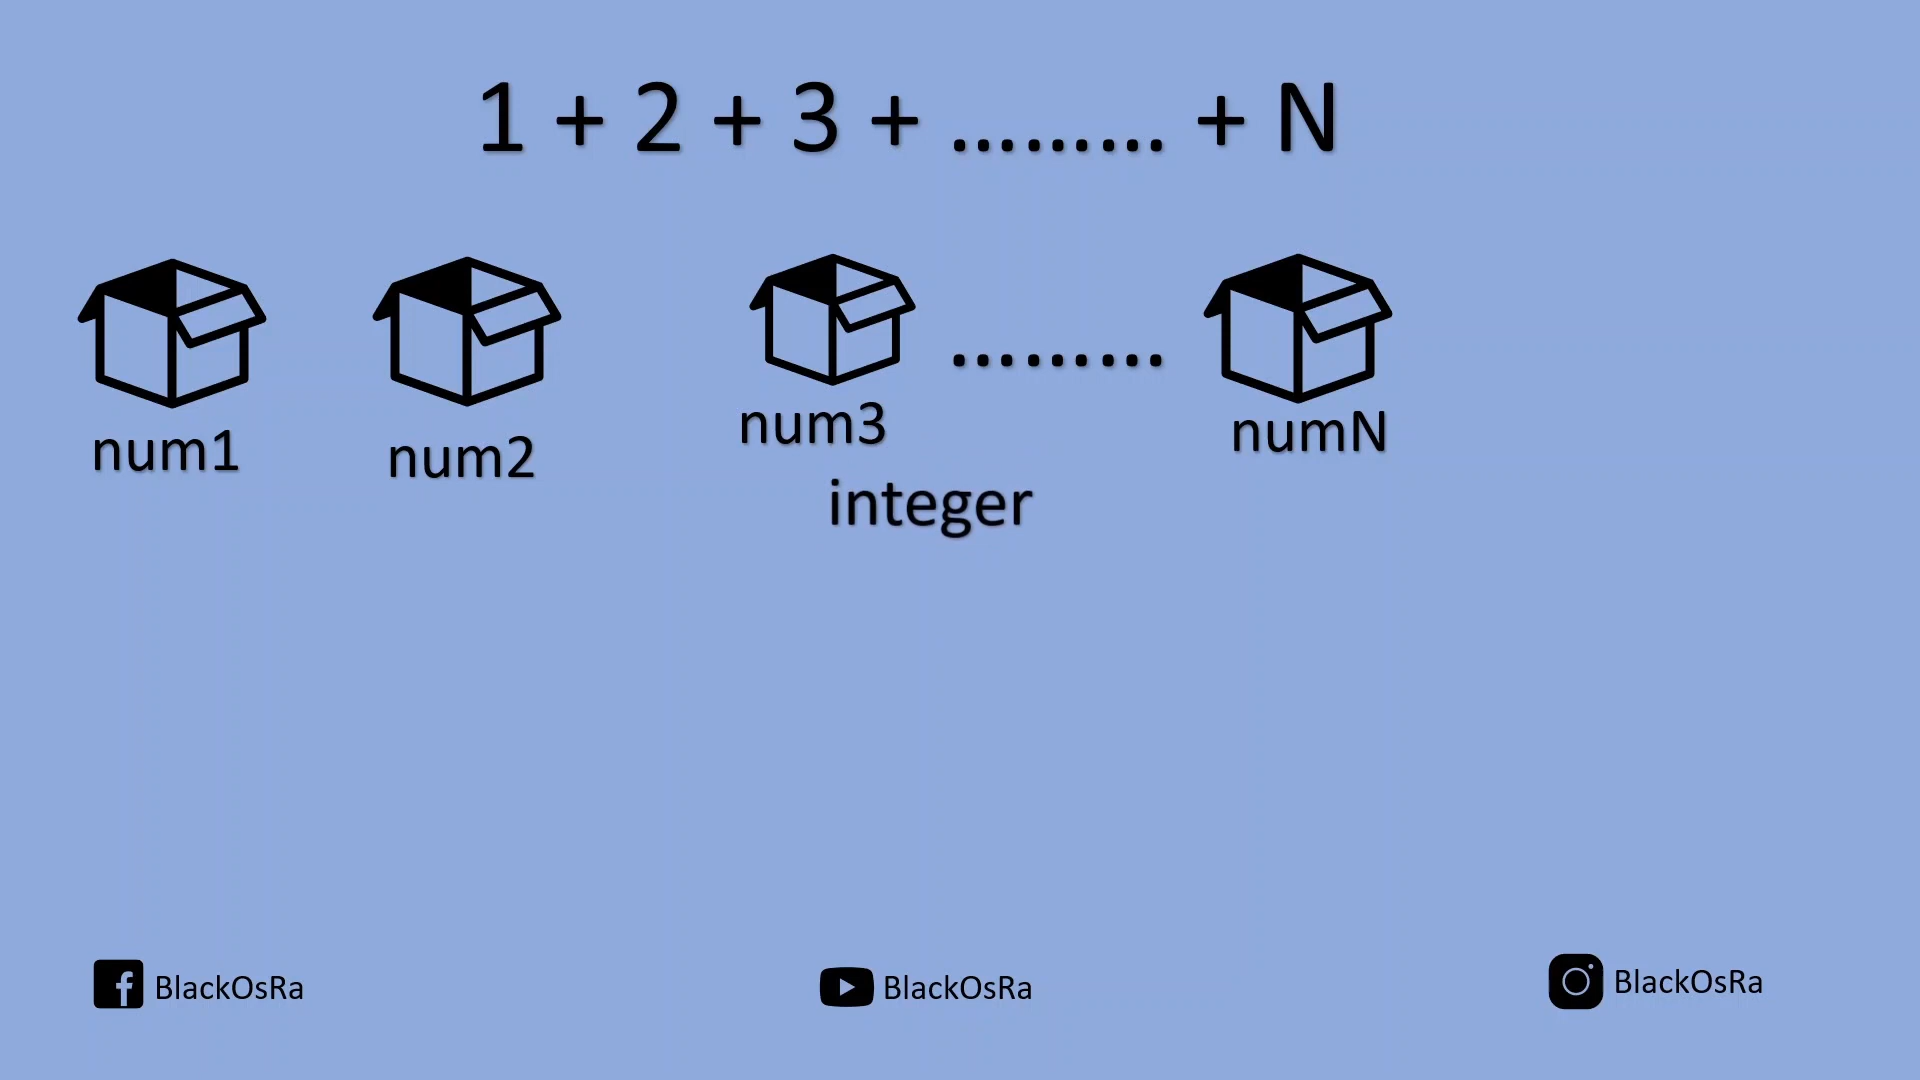 1 + 2 + 3 + ......... + N
.........
num1
num2
num3
numN
integer
BlackOsRa
BlackOsRa
BlackOsRa